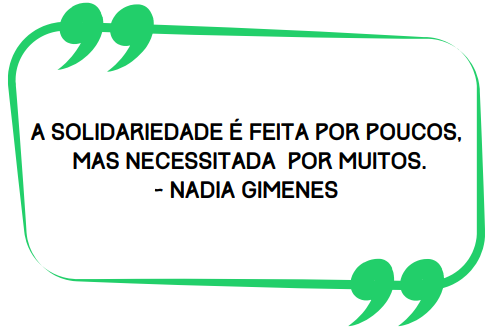 A SOLIDARIEDADE É FEITA POR POUCOS,
MAS NECESSITADA POR MUITOS.
- NADIA GIMENES